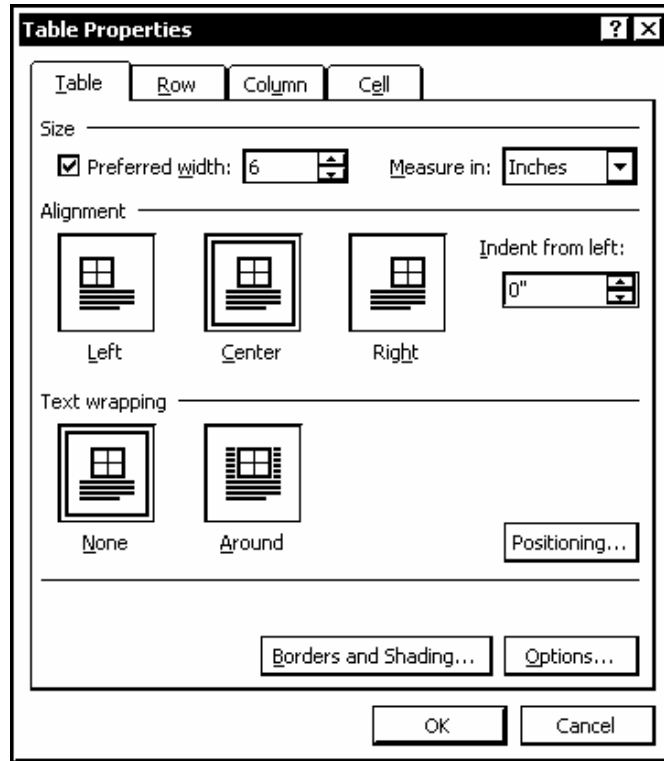 Table Properties
Table Row Column Cell
Size
Preferred width: 6 Measure in: Inches
Alignment
Indent from left:
0"
Left Center Right
Text wrapping
None Around
Positioning...
Borders and Shading... Options...
OK Cancel